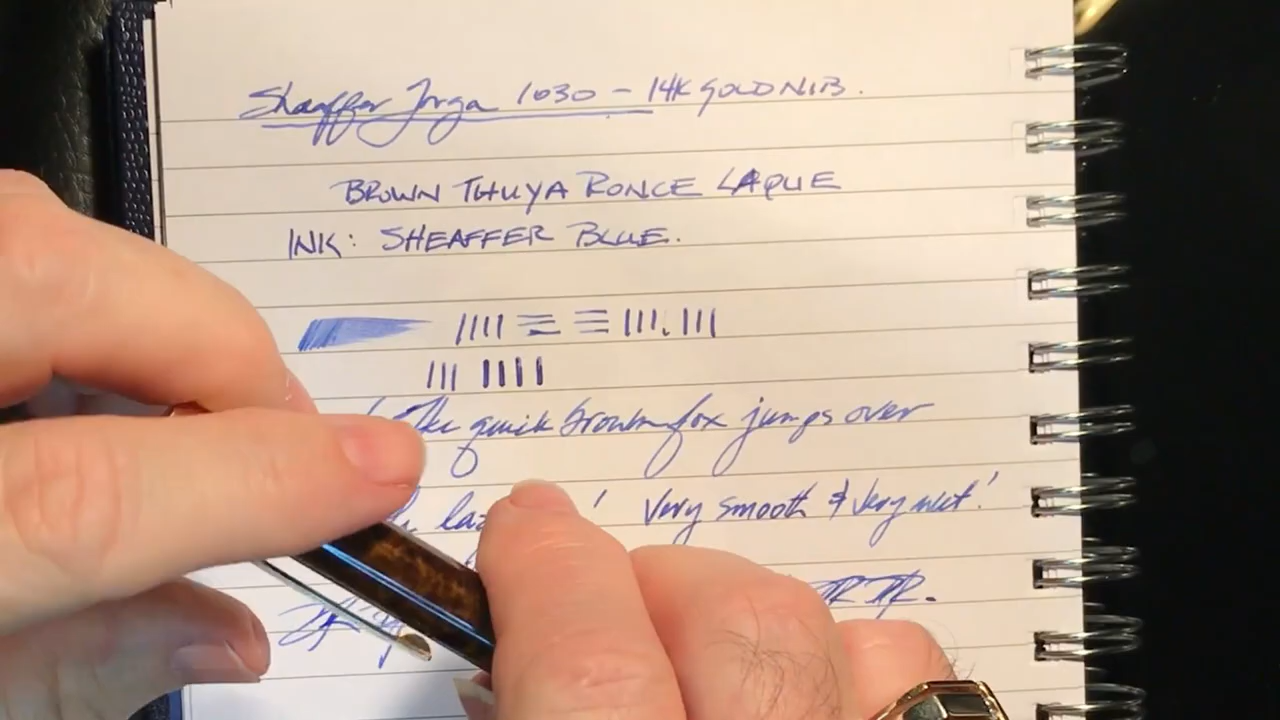 Sheaffer Targa 1030 - 14K GOLD NIB.
BROWN THUYA RONCE LAQUE
INK: SHEAFFER BLUE.
' The quick brown fox jumps over
laz ' Very smooth & very wet!